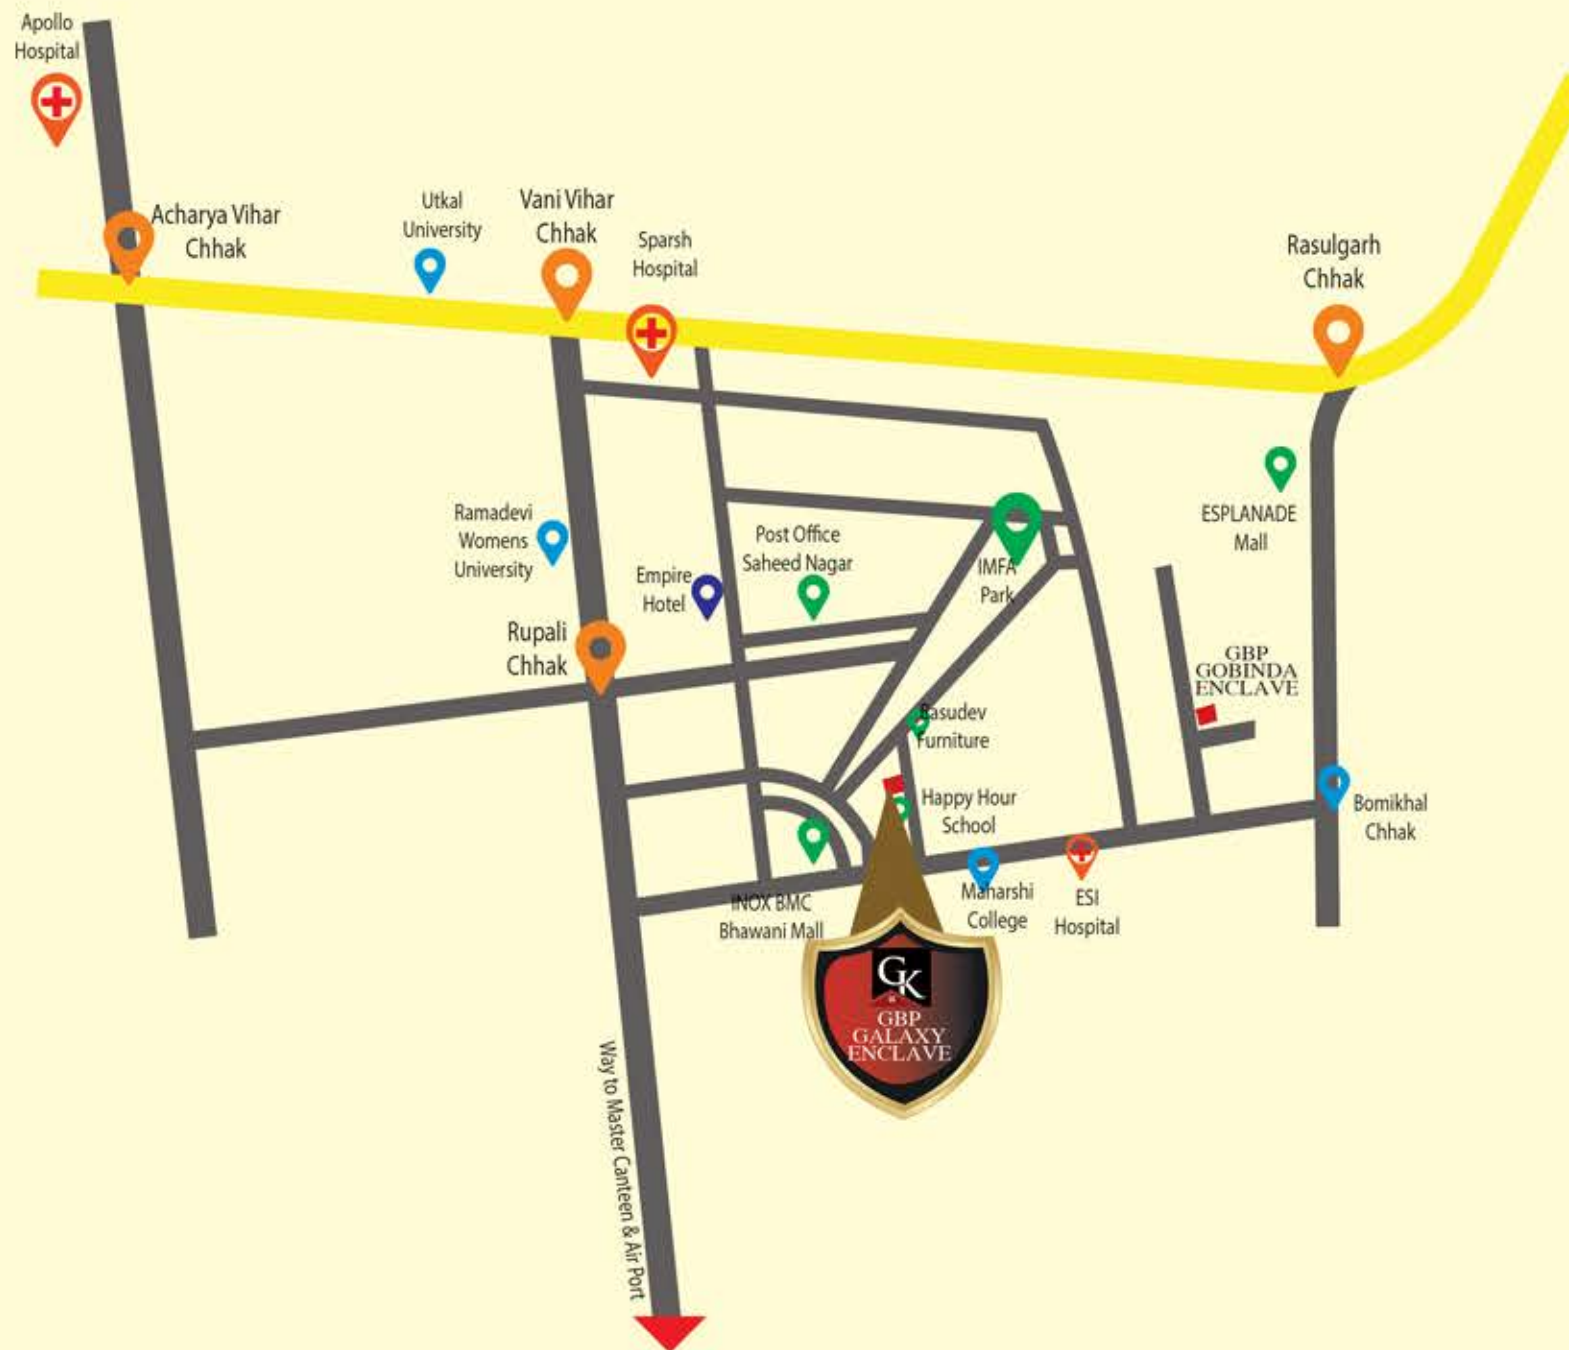 Apollo
Hospital
Acharya Vihar
Chhak
Utkal
University
Vani Vihar
Chhak
Sparsh
Hospital
Rasulgarh
Chhak
ESPLANADE
Mall
Ramadevi
Womens
University
Empire
Hotel
Post Office
Saheed Nagar
IMFA
Park
Rupali
Chhak
GBP
GOBINDA
ENCLAVE
Basudev
Furniture
Happy Hour
School
Bomikhal
Chhak
INOX BMC
Bhawani Mall
Maharshi
College
ESI
Hospital
GK
GBP
GALAXY
ENCLAVE
Way to Master Canteen & Air Port